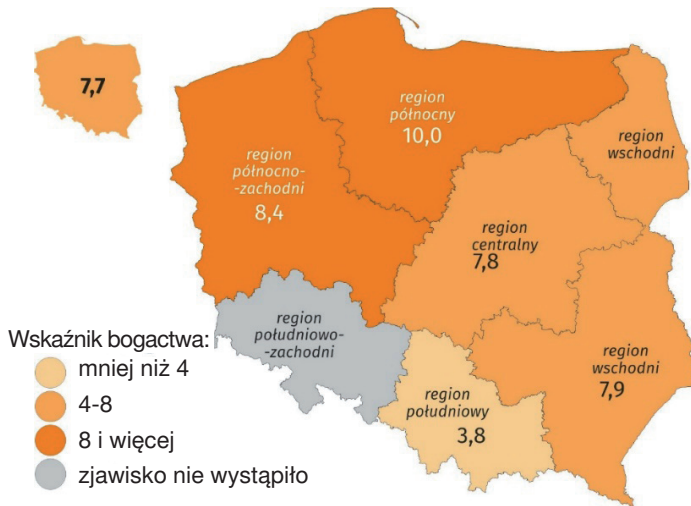 7,7
region
północny
10,0
region
północno-
-zachodni
8,4
region
wschodni
region
centralny
7,8
region
południowo-
-zachodni
region
wschodni
7,9
region
południowy
3,8
Wskaźnik bogactwa:
mniej niż 4
4-8
8 i więcej
zjawisko nie wystąpiło